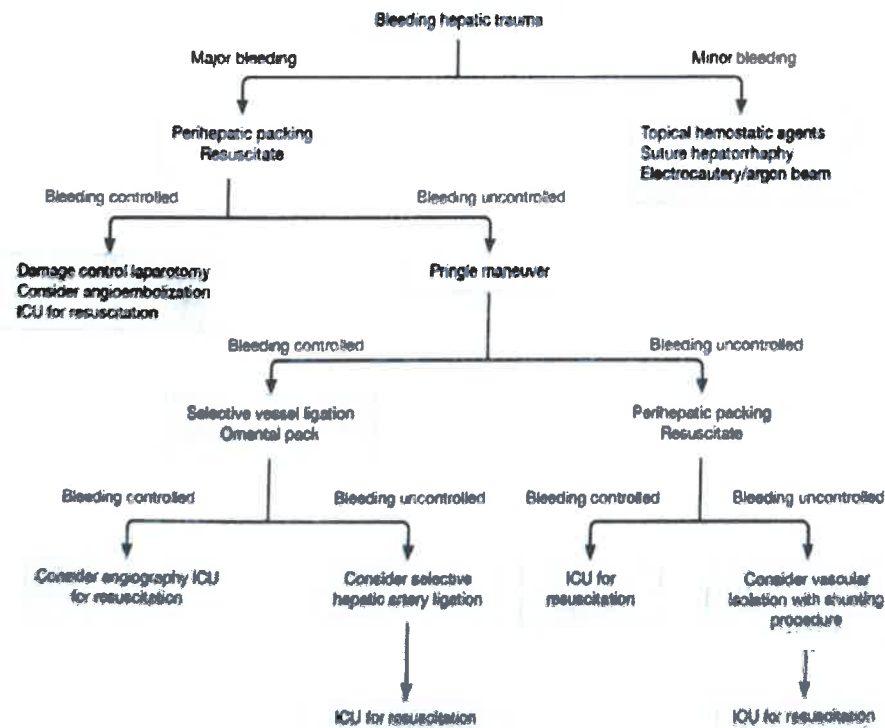 Bleeding hepatic trauma
Major bleeding
Minor bleeding
Perihepatic packing
Resuscitate
Topical hemostatic agents
Suture hepatorrhaphy
Electrocautery/argon beam
Bleeding controlled
Bleeding uncontrolled
Damage control laparotomy
Consider angioembolization
ICU for resuscitation
Pringle maneuver
Bleeding controlled
Bleeding uncontrolled
Selective vessel ligation
Omental pack
Perihepatic packing
Resuscitate
Bleeding controlled
Bleeding uncontrolled
Bleeding controlled
Bleeding uncontrolled
Consider angiography ICU
for resuscitation
Consider selective
hepatic artery ligation
ICU for
resuscitation
Consider vascular
isolation with shunting
procedure
ICU for resuscitation
ICU for resuscitation